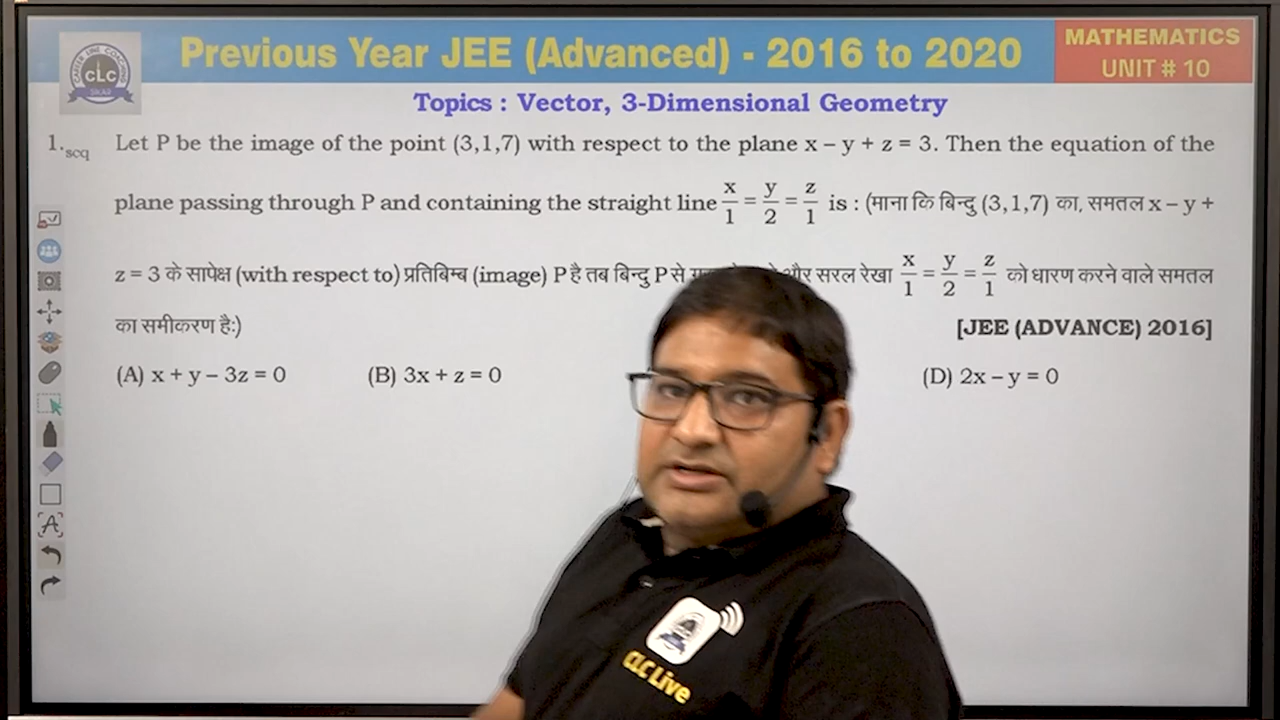 Previous Year JEE (Advanced) - 2016 to 2020
MATHEMATICS
UNIT # 10
CLC
SIKAR
Topics : Vector, 3-Dimensional Geometry
1. scq Let P be the image of the point (3,1,7) with respect to the plane x – y + z = 3. Then the equation of the
plane passing through P and containing the straight line x/1 = y/2 = z/1 is : (माना कि बिन्दु (3,1,7) का, समतल x – y +
z = 3 के सापेक्ष (with respect to) प्रतिबिम्ब (image) P है तब बिन्दु P से और सरल रेखा x/1 = y/2 = z/1 को धारण करने वाले समतल
का समीकरण है:)
[JEE (ADVANCE) 2016]
(A) x + y – 3z = 0 (B) 3x + z = 0 (D) 2x – y = 0
CLC Live